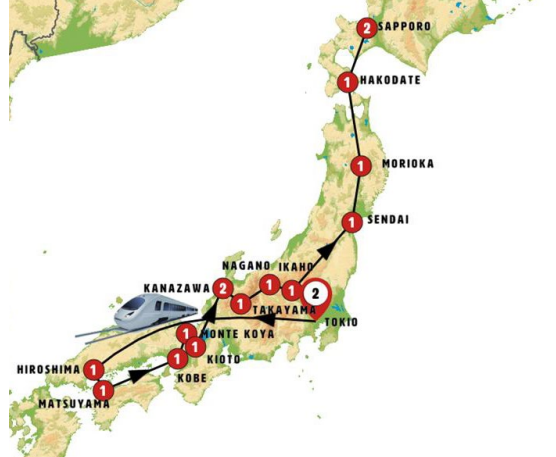 2 SAPPORO
1 HAKODATE
1 MORIOKA
1 SENDAI
NAGANO IKAHO
KANAZAWA 2
1
1
1
2
TAKAYAMA
TOKIO
1 MONTE KOYA
1
KIOTO
1
KOBE
HIROSHIMA 1
1
MATSUYAMA